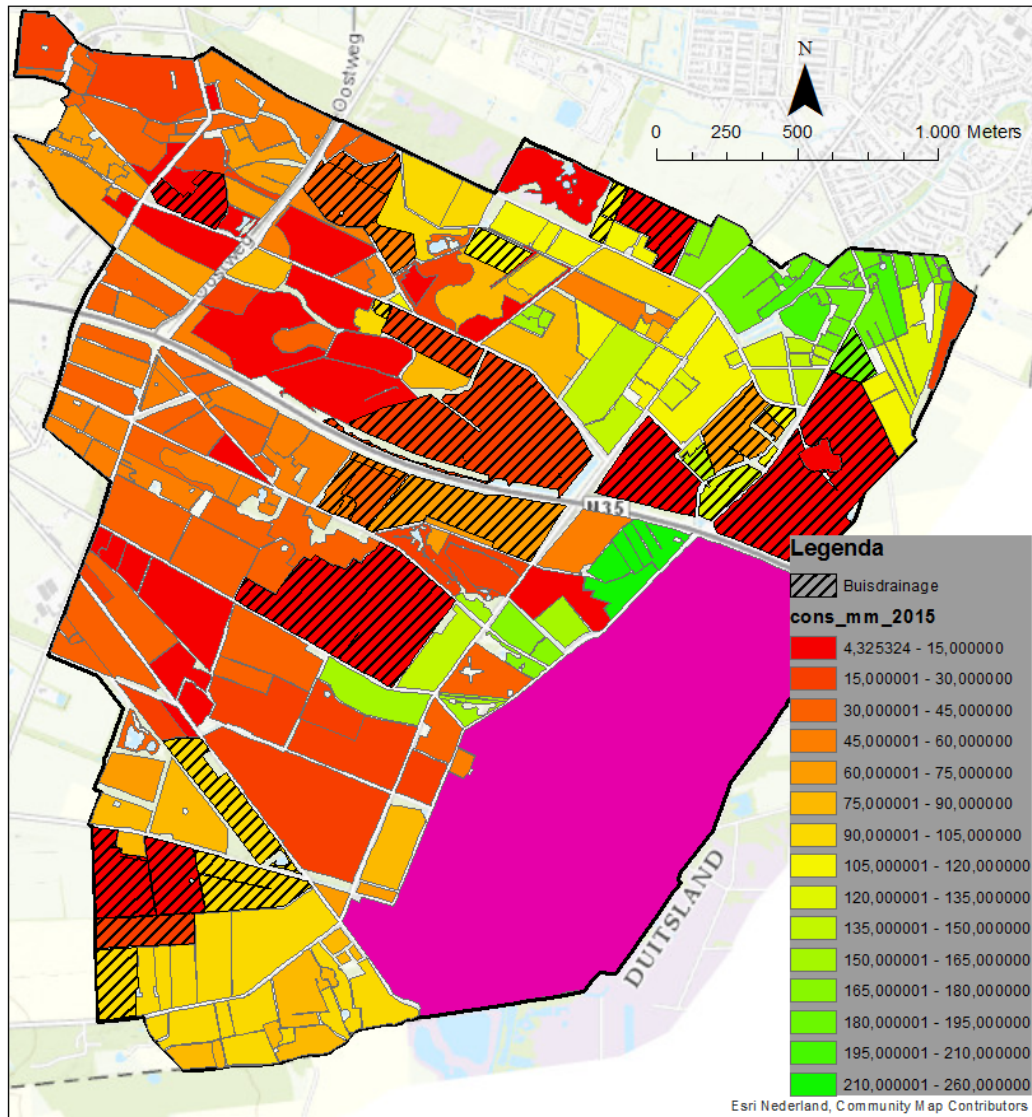 Oostweg
N
0 250 500 1.000 Meters
Oostweg
N35
Legenda
Buisdrainage
cons_mm_2015
4,325324 - 15,000000
15,000001 - 30,000000
30,000001 - 45,000000
45,000001 - 60,000000
60,000001 - 75,000000
75,000001 - 90,000000
90,000001 - 105,000000
105,000001 - 120,000000
120,000001 - 135,000000
135,000001 - 150,000000
150,000001 - 165,000000
165,000001 - 180,000000
180,000001 - 195,000000
195,000001 - 210,000000
210,000001 - 260,000000
DUITSLAND
Esri Nederland, Community Map Contributors